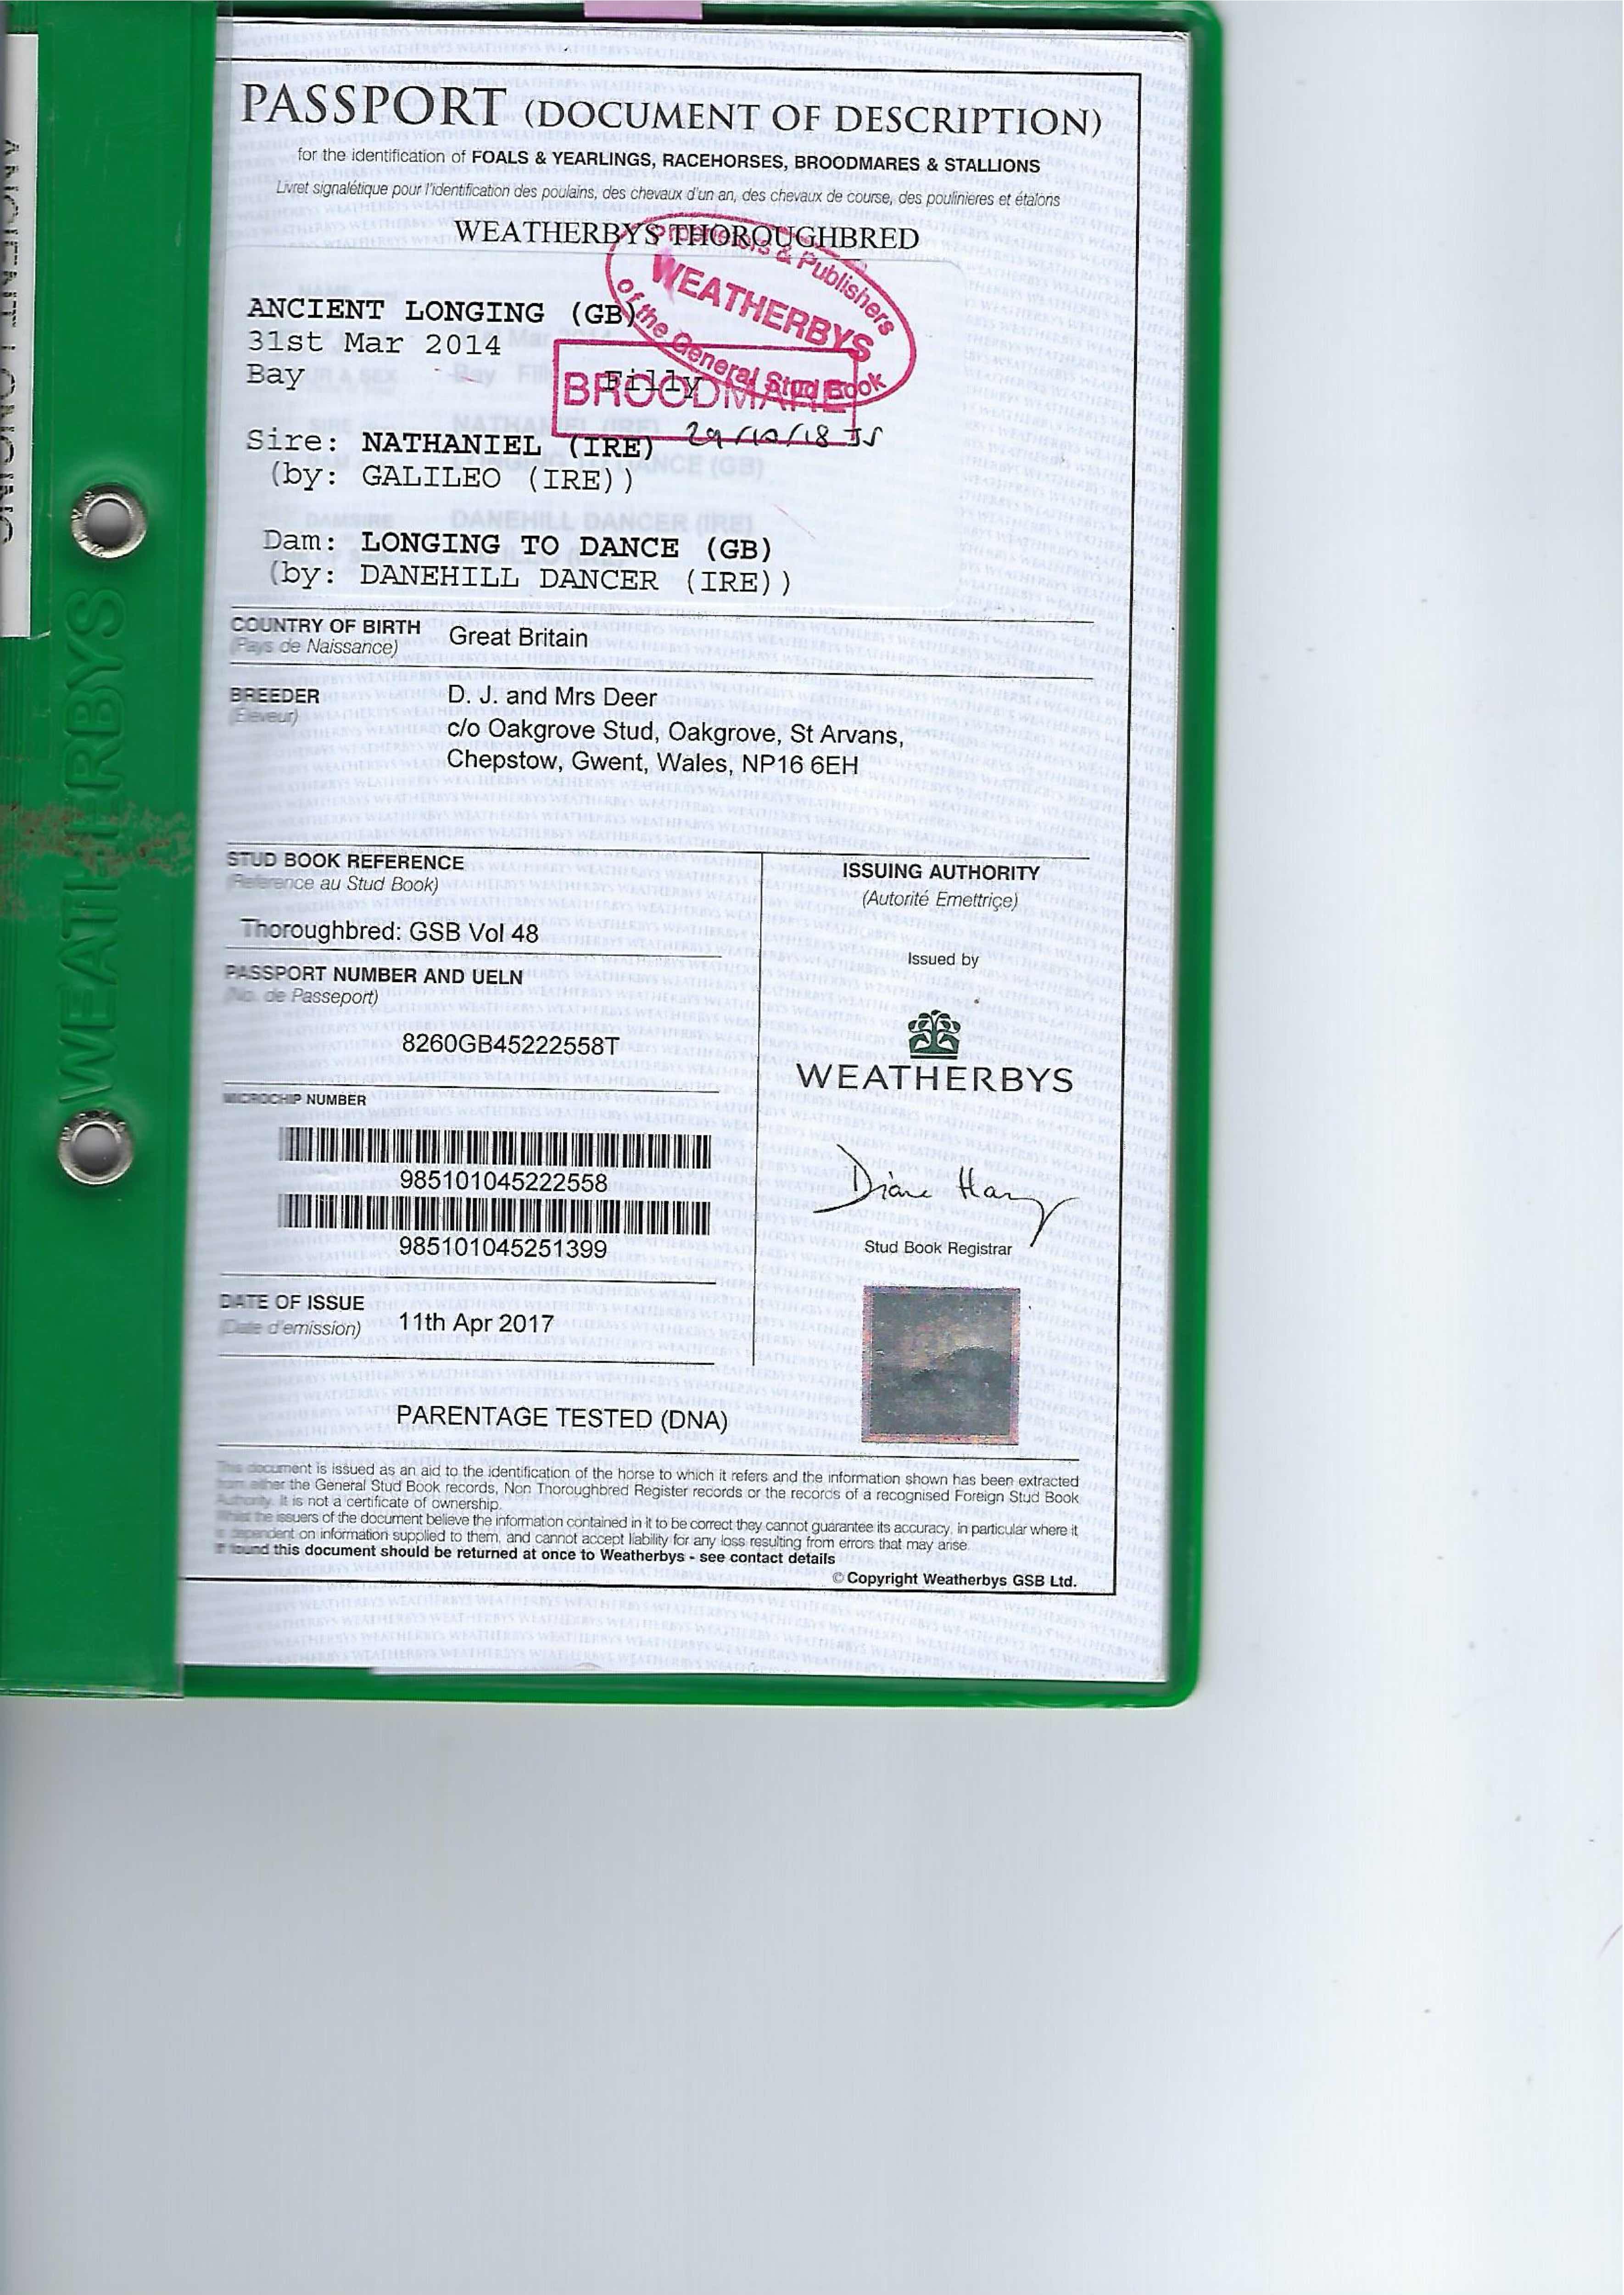 PASSPORT (DOCUMENT OF DESCRIPTION)
for the identification of FOALS & YEARLINGS, RACEHORSES, BROODMARES & STALLIONS
Livret signalétique pour l'identification des poulains, des chevaux d'un an, des chevaux de course, des poulinieres et étalons
WEATHERBYS THOROUGHBRED
Proprietors & Publishers
WEATHERBYS
of the General Stud Book
ANCIENT LONGING (GB)
31st Mar 2014
Bay Filly
BROODMARE
29/10/18 JS
Sire: NATHANIEL (IRE)
(by: GALILEO (IRE))
Dam: LONGING TO DANCE (GB)
(by: DANEHILL DANCER (IRE))
COUNTRY OF BIRTH Great Britain
(Pays de Naissance)
BREEDER D. J. and Mrs Deer
(Eleveur)
c/o Oakgrove Stud, Oakgrove, St Arvans,
Chepstow, Gwent, Wales, NP16 6EH
STUD BOOK REFERENCE
(Reference au Stud Book)
Thoroughbred: GSB Vol 48
PASSPORT NUMBER AND UELN
(No. de Passeport)
8260GB45222558T
MICROCHIP NUMBER
985101045222558
985101045251399
DATE OF ISSUE
(Date d'emission) 11th Apr 2017
ISSUING AUTHORITY
(Autorité Emettriçe)
Issued by
WEATHERBYS
Stud Book Registrar
PARENTAGE TESTED (DNA)
This document is issued as an aid to the identification of the horse to which it refers and the information shown has been extracted
from either the General Stud Book records, Non Thoroughbred Register records or the records of a recognised Foreign Stud Book
Authority. It is not a certificate of ownership.
Whilst the issuers of the document believe the information contained in it to be correct they cannot guarantee its accuracy, in particular where it
is dependent on information supplied to them, and cannot accept liability for any loss resulting from errors that may arise.
If found this document should be returned at once to Weatherbys - see contact details
© Copyright Weatherbys GSB Ltd.
WEATHERBYS